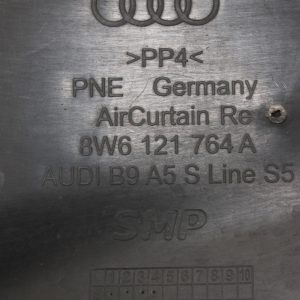 >PP4<
PNE Germany
AirCurtain Re
8W6 121 764 A
AUDI B9 A5 S Line S5
SMP
1 2 3 4 5 6 7 8 9 10